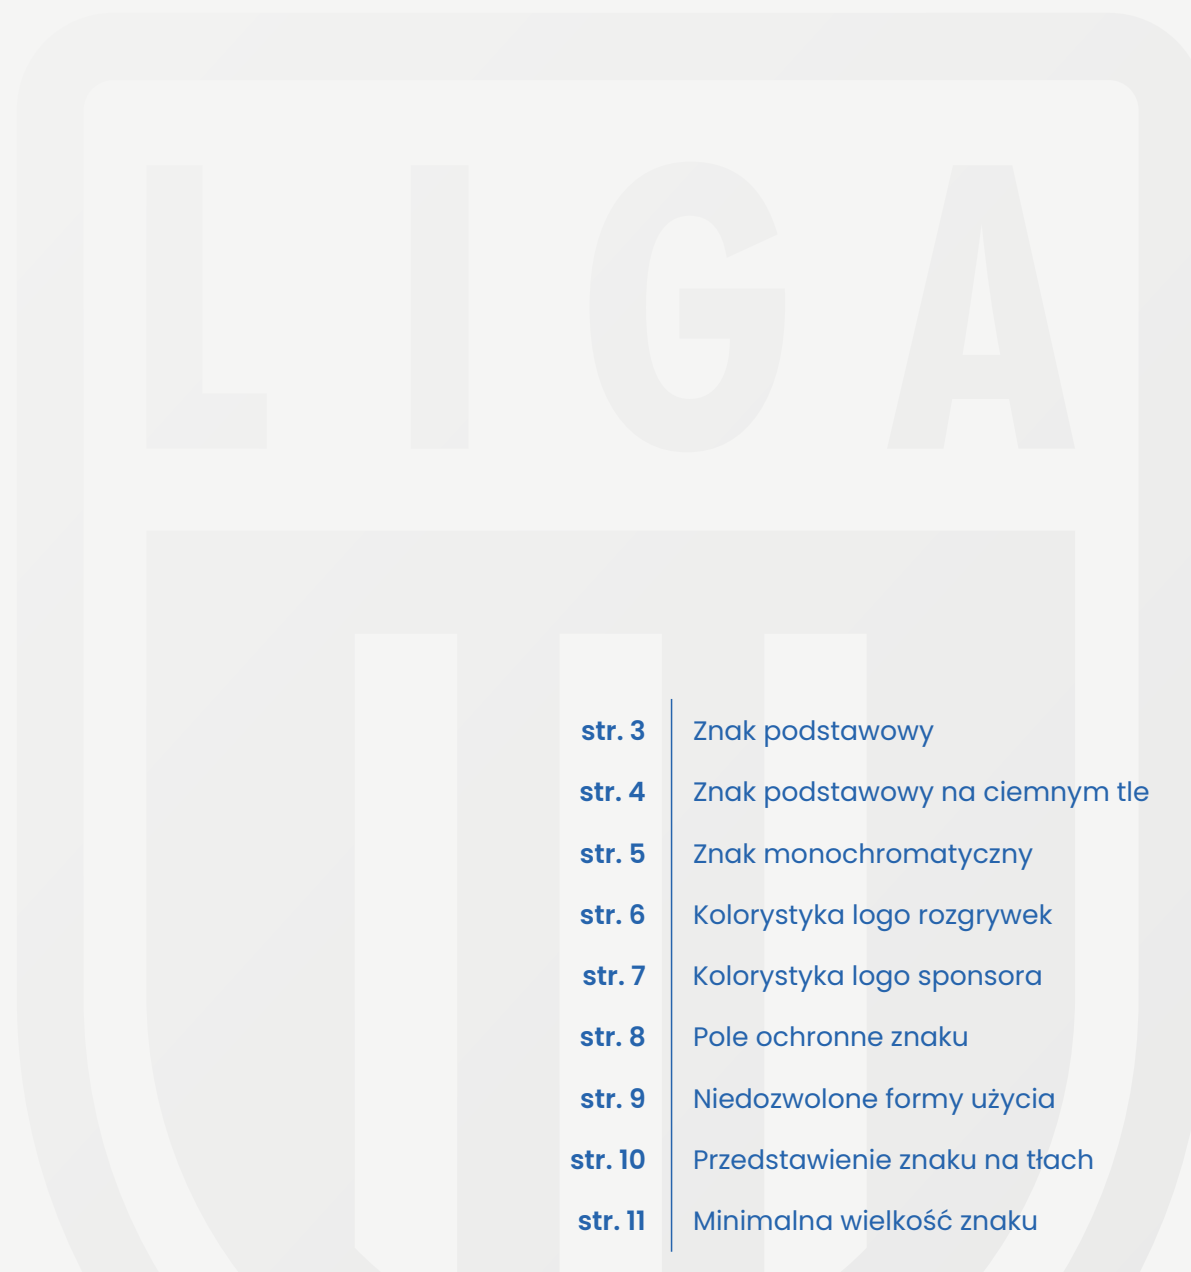 LIGA
str. 3 Znak podstawowy
str. 4 Znak podstawowy na ciemnym tle
str. 5 Znak monochromatyczny
str. 6 Kolorystyka logo rozgrywek
str. 7 Kolorystyka logo sponsora
str. 8 Pole ochronne znaku
str. 9 Niedozwolone formy użycia
str. 10 Przedstawienie znaku na tłach
str. 11 Minimalna wielkość znaku